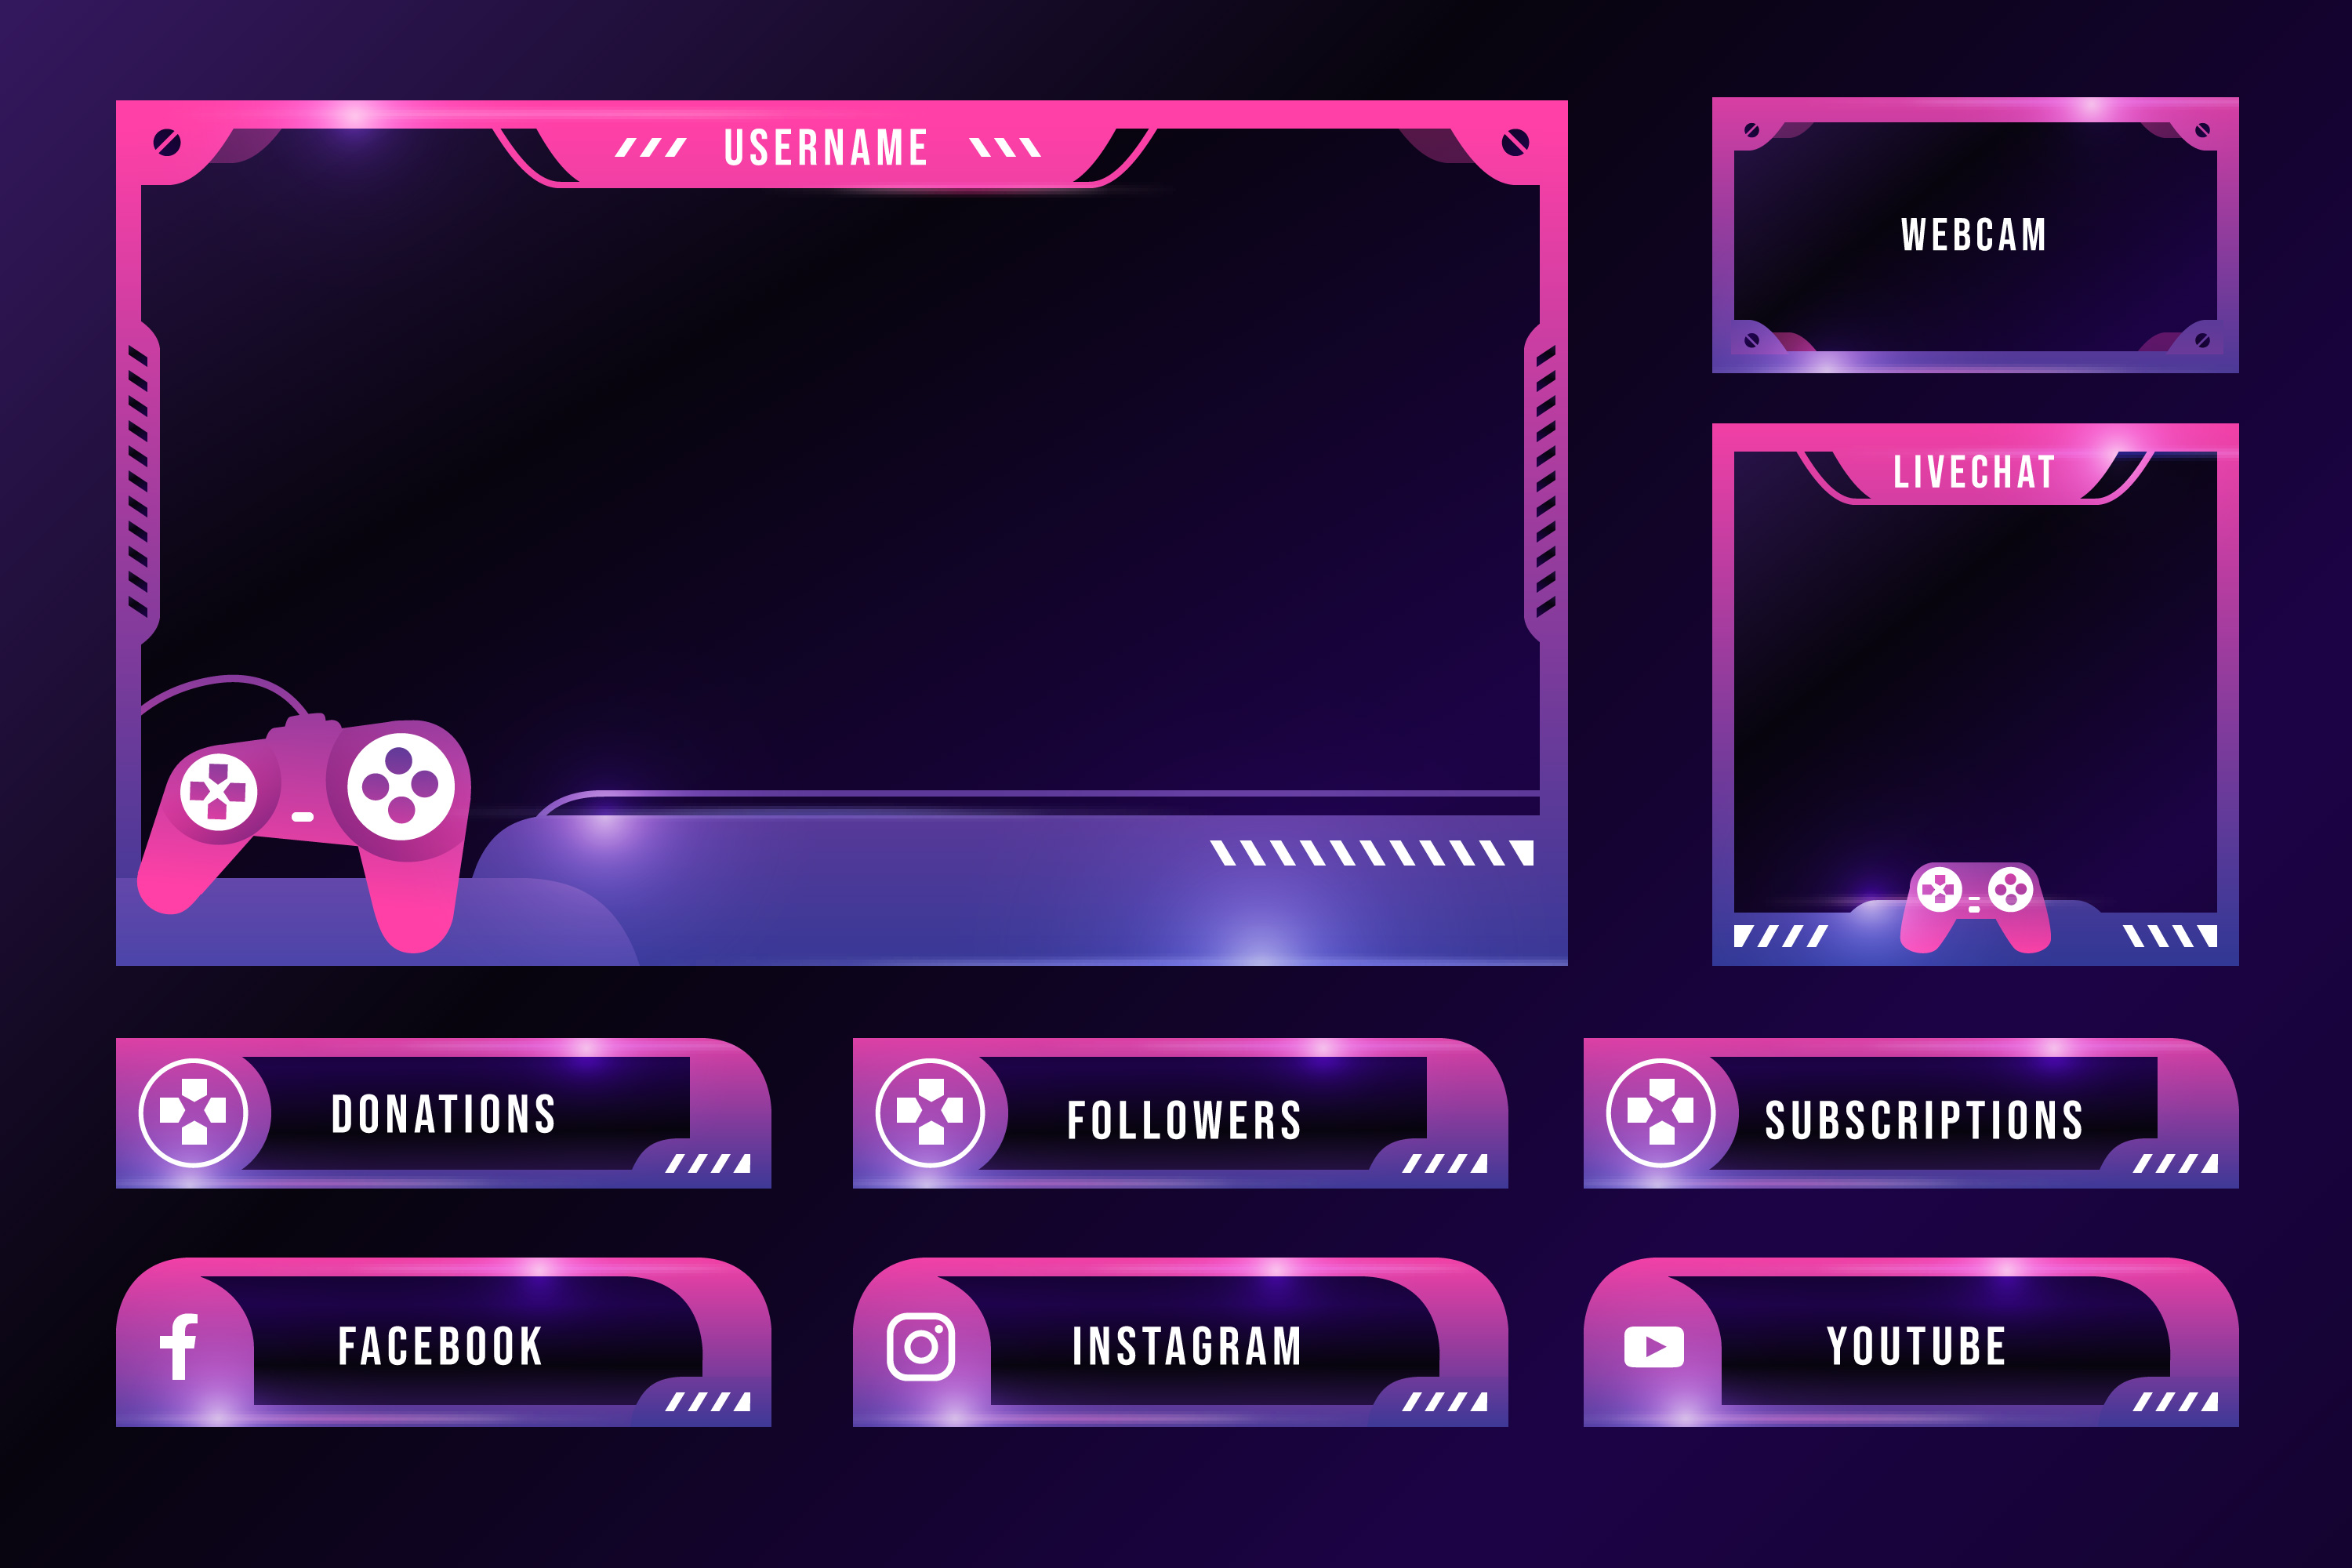 USERNAME
WEBCAM
LIVECHAT
DONATIONS
FOLLOWERS
SUBSCRIPTIONS
FACEBOOK
INSTAGRAM
YOUTUBE